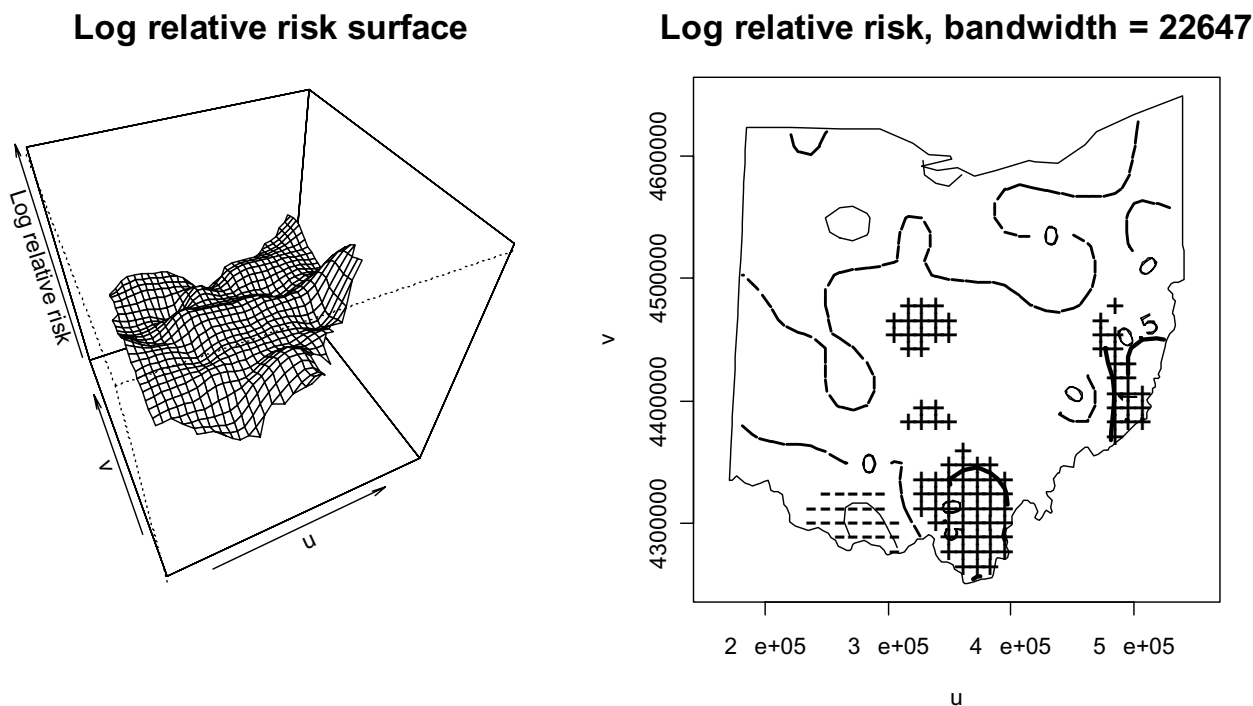 Log relative risk surface
Log relative risk
v
u
Log relative risk, bandwidth = 22647
v
4600000
4500000
4400000
4300000
0
0
0.5
0
0
0.5
2 e+05
3 e+05
4 e+05
5 e+05
u